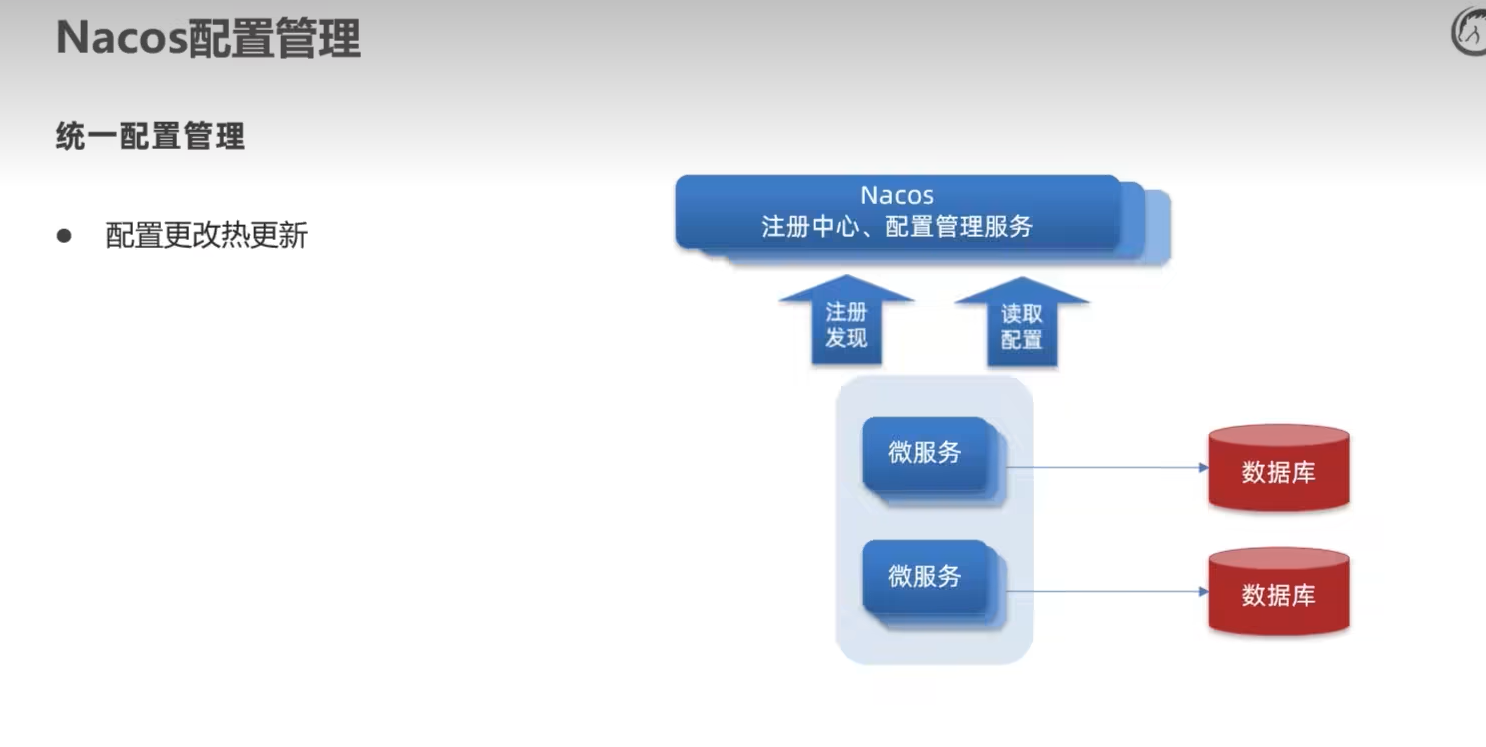 Nacos配置管理
统一配置管理
配置更改热更新
Nacos
注册中心、配置管理服务
注册
发现
读取
配置
微服务
数据库
微服务
数据库